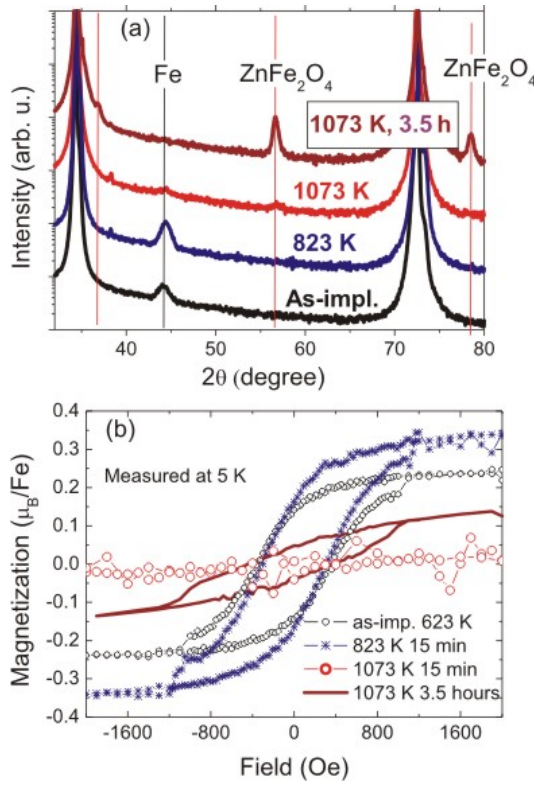 (a)
Fe
ZnFe₂O₄
ZnFe₂O₄
1073 K, 3.5 h
1073 K
823 K
As-impl.
Intensity (arb. u.)
40 50 60 70 80
2θ (degree)
(b)
Measured at 5 K
0.4
0.3
0.2
0.1
0.0
-0.1
-0.2
-0.3
-0.4
Magnetization (μB/Fe)
as-imp. 623 K
823 K 15 min
1073 K 15 min
1073 K 3.5 hours
-1600 -800 0 800 1600
Field (Oe)